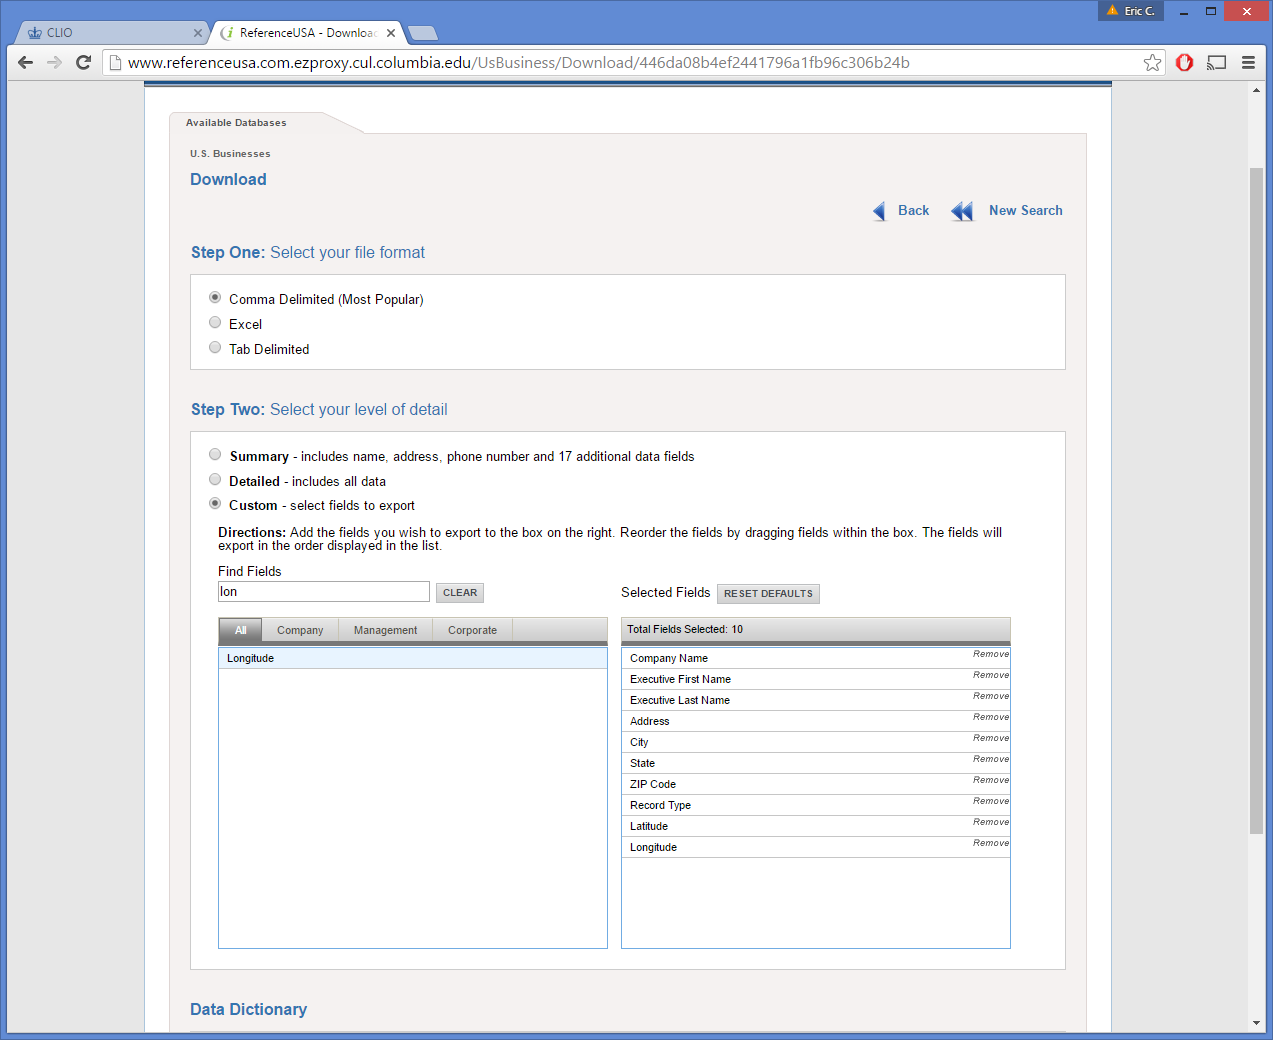 Eric C.
CLIO
ReferenceUSA - Downloa
www.referenceusa.com.ezproxy.cul.columbia.edu/UsBusiness/Download/446da08b4ef2441796a1fb96c306b24b
Available Databases
U.S. Businesses
Download
Back New Search
Step One: Select your file format
Comma Delimited (Most Popular)
Excel
Tab Delimited
Step Two: Select your level of detail
Summary - includes name, address, phone number and 17 additional data fields
Detailed - includes all data
Custom - select fields to export
Directions: Add the fields you wish to export to the box on the right. Reorder the fields by dragging fields within the box. The fields will
export in the order displayed in the list.
Find Fields
lon CLEAR
Selected Fields RESET DEFAULTS
All Company Management Corporate
Longitude
Total Fields Selected: 10
Company Name Remove
Executive First Name Remove
Executive Last Name Remove
Address Remove
City Remove
State Remove
ZIP Code Remove
Record Type Remove
Latitude Remove
Longitude Remove
Data Dictionary